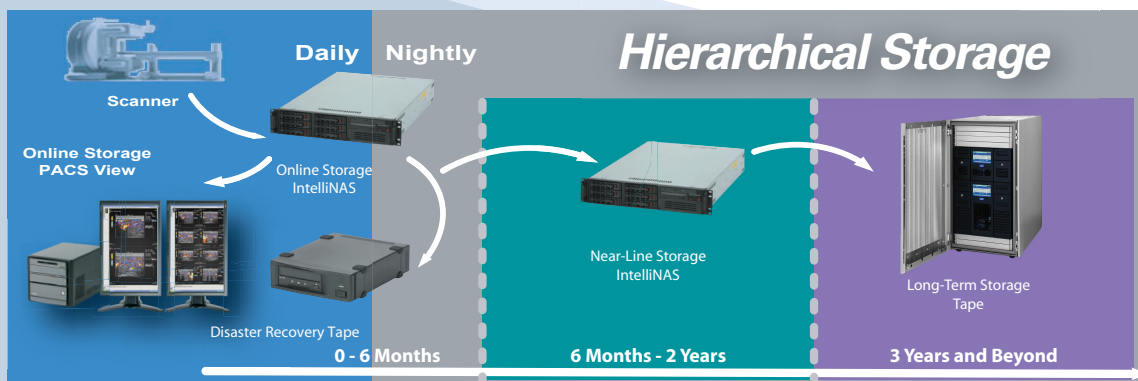 Hierarchical Storage
Daily
Nightly
Scanner
Online Storage
PACS View
Online Storage
IntelliNAS
Disaster Recovery Tape
0 - 6 Months
Near-Line Storage
IntelliNAS
6 Months - 2 Years
Long-Term Storage
Tape
3 Years and Beyond